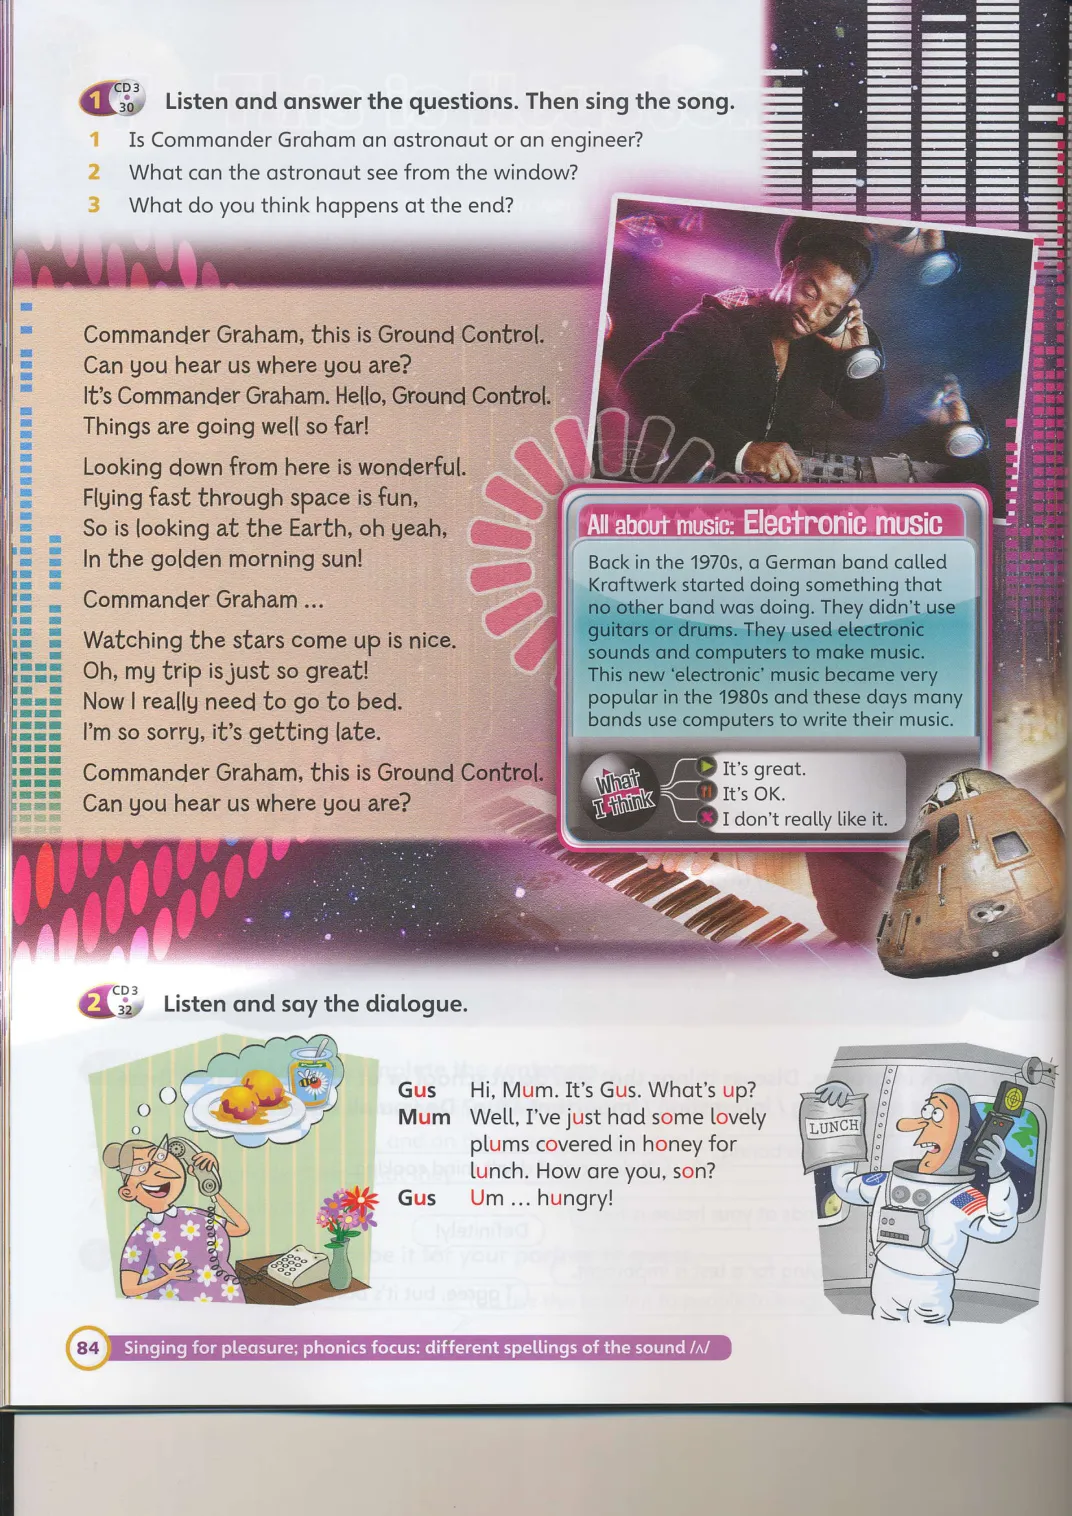 1 CD 3 30 Listen and answer the questions. Then sing the song.
1 Is Commander Graham an astronaut or an engineer?
2 What can the astronaut see from the window?
3 What do you think happens at the end?
Commander Graham, this is Ground Control.
Can you hear us where you are?
It's Commander Graham. Hello, Ground Control.
Things are going well so far!
Looking down from here is wonderful.
Flying fast through space is fun,
So is looking at the Earth, oh yeah,
In the golden morning sun!
Commander Graham ...
Watching the stars come up is nice.
Oh, my trip is just so great!
Now I really need to go to bed.
I'm so sorry, it's getting late.
Commander Graham, this is Ground Control.
Can you hear us where you are?
All about music: Electronic music
Back in the 1970s, a German band called
Kraftwerk started doing something that
no other band was doing. They didn't use
guitars or drums. They used electronic
sounds and computers to make music.
This new 'electronic' music became very
popular in the 1980s and these days many
bands use computers to write their music.
What
I think
It's great.
It's OK.
I don't really like it.
2 CD 3 32 Listen and say the dialogue.
Gus Hi, Mum. It's Gus. What's up?
Mum Well, I've just had some lovely
plums covered in honey for
lunch. How are you, son?
Gus Um ... hungry!
LUNCH
84 Singing for pleasure; phonics focus: different spellings of the sound /ʌ/